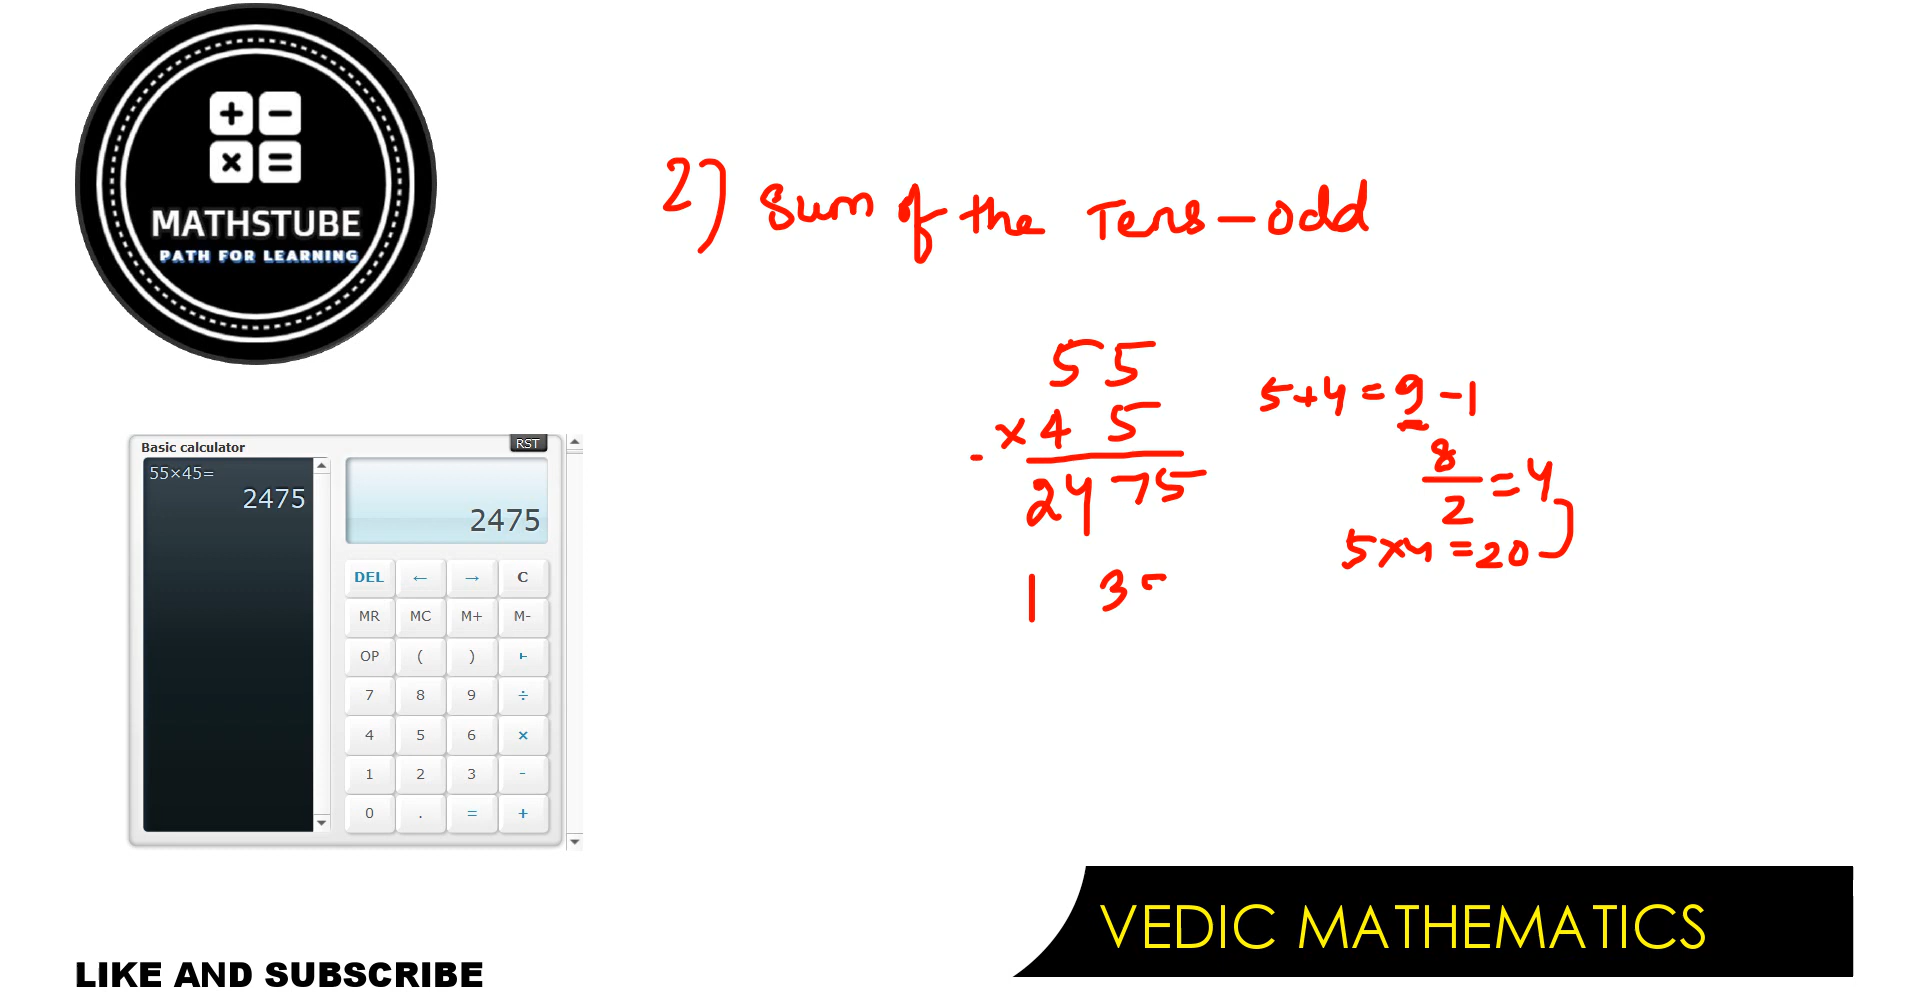 + −
× =
MATHSTUBE
PATH FOR LEARNING
2) Sum of the Tens – odd
55
× 45
2475
5+4 = 9 – 1
8
2
= 4
5×4 = 20
1 3
Basic calculator
RST
55×45=
2475
2475
DEL ← → C
MR MC M+ M-
OP ( )
7 8 9 ÷
4 5 6 ×
1 2 3 -
0 . = +
VEDIC MATHEMATICS
LIKE AND SUBSCRIBE